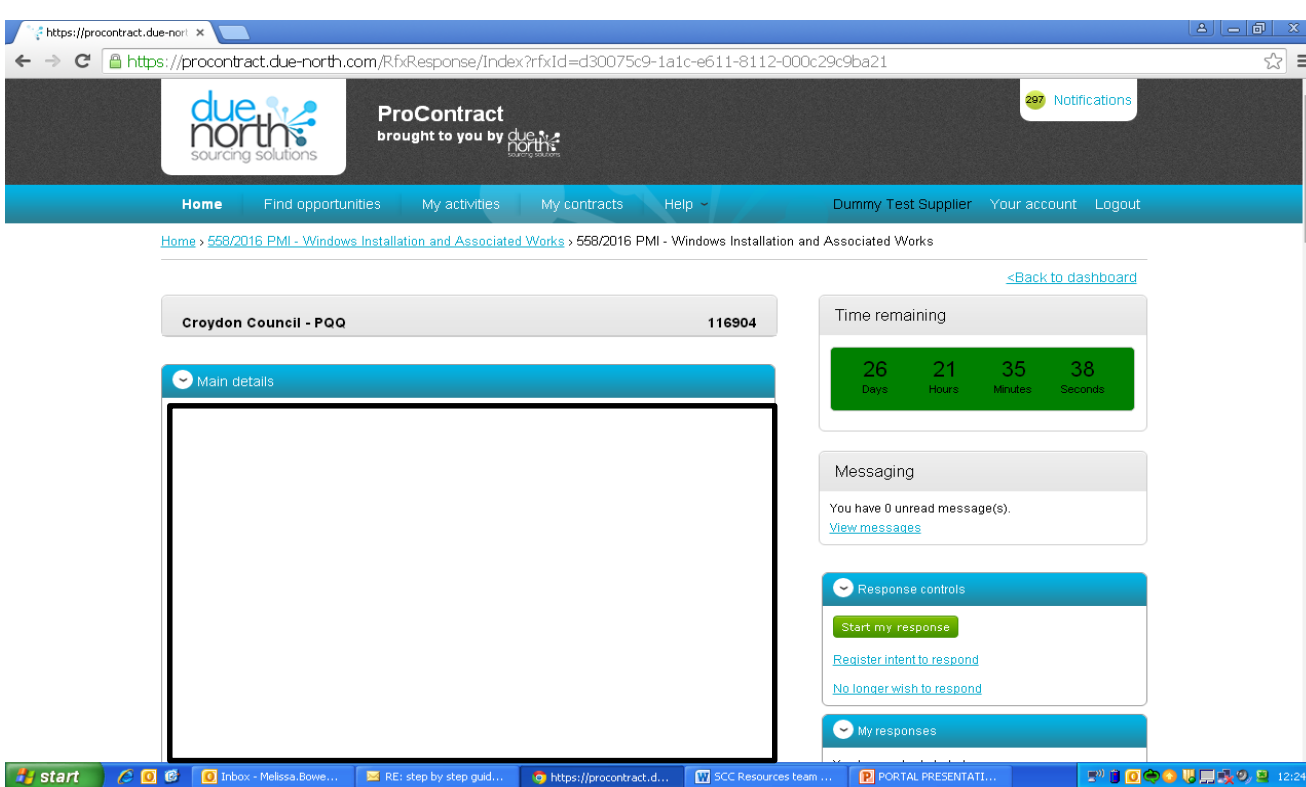 https://procontract.due-nort
https://procontract.due-north.com/RfxResponse/Index?rfxId=d30075c9-1a1c-e611-8112-000c29c9ba21
due north
sourcing solutions
ProContract
brought to you by due north
sourcing solutions
297 Notifications
Home Find opportunities My activities My contracts Help Dummy Test Supplier Your account Logout
Home › 558/2016 PMI - Windows Installation and Associated Works › 558/2016 PMI - Windows Installation and Associated Works
<Back to dashboard
Croydon Council - PQQ 116904
Time remaining
26 21 35 38
Days Hours Minutes Seconds
Main details
Messaging
You have 0 unread message(s).
View messages
Response controls
Start my response
Register intent to respond
No longer wish to respond
My responses
start Inbox - Melissa.Bowe... RE: step by step guid... https://procontract.d... SCC Resources team ... PORTAL PRESENTATI... 12:24